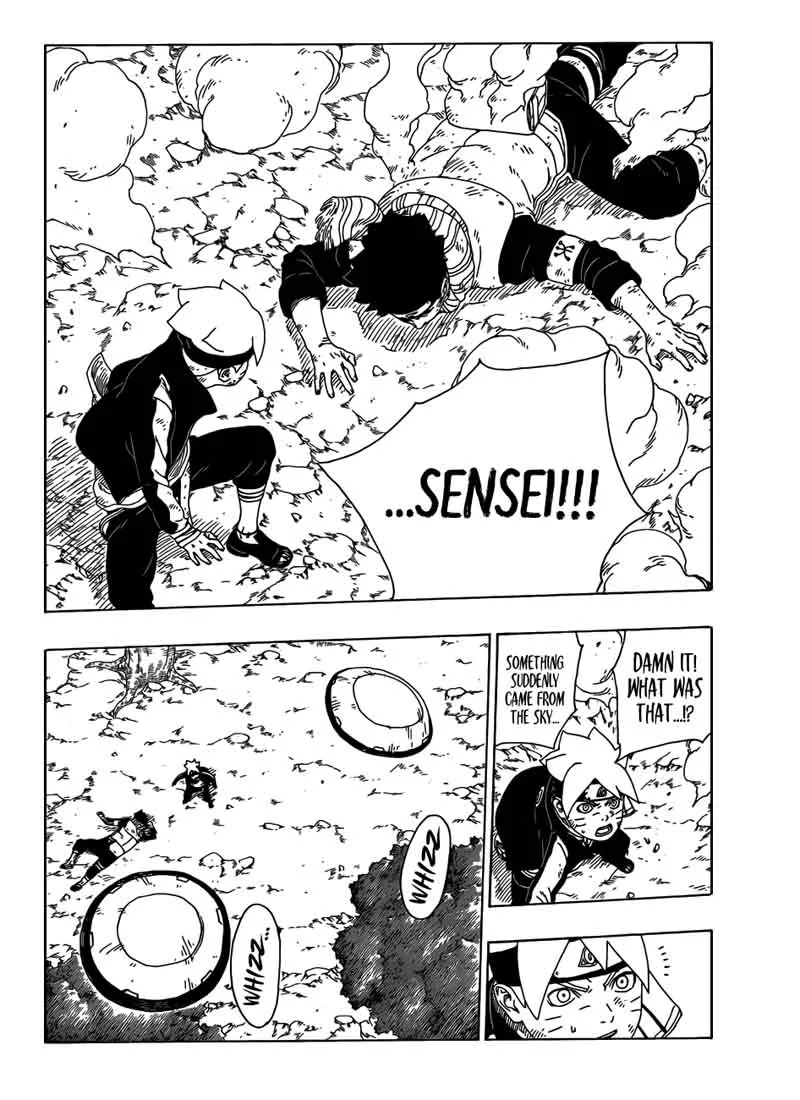 ...SENSEI!!!
DAMN IT!
WHAT WAS
THAT...!?
SOMETHING
SUDDENLY
CAME FROM
THE SKY...
WHIZZ
WHIZZ...